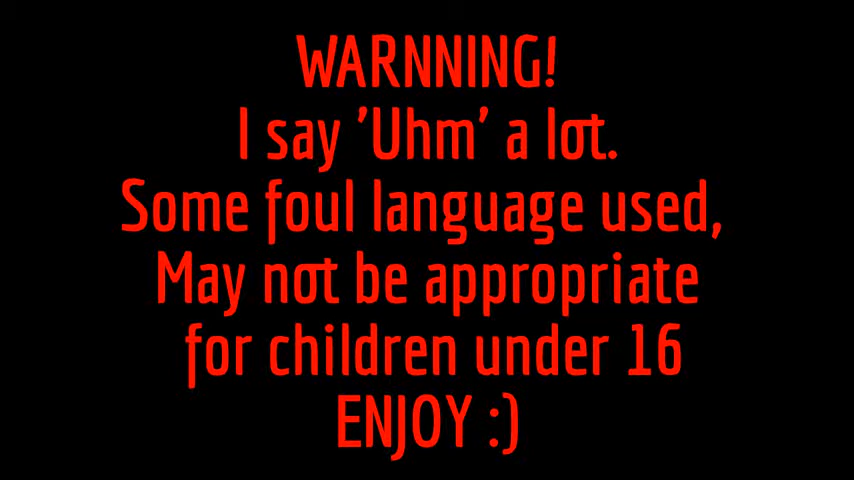 WARNNING!
I say 'Uhm' a lot.
Some foul language used,
May not be appropriate
for children under 16
ENJOY :)